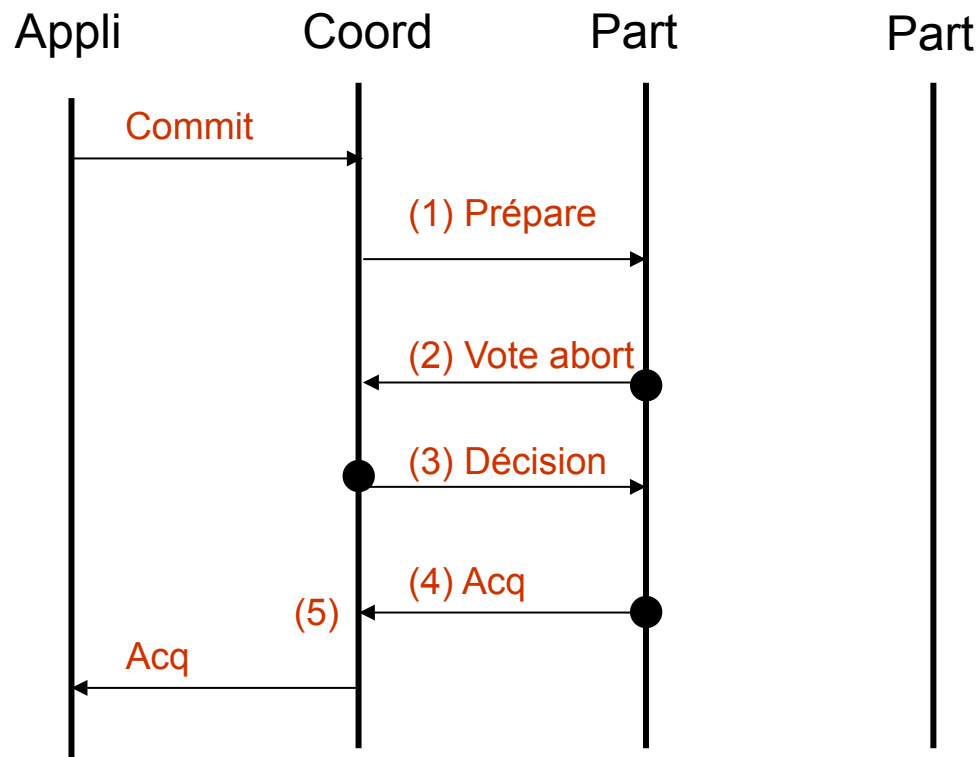 Appli Coord Part Part
Commit
(1) Prépare
(2) Vote abort
(3) Décision
(4) Acq
(5)
Acq